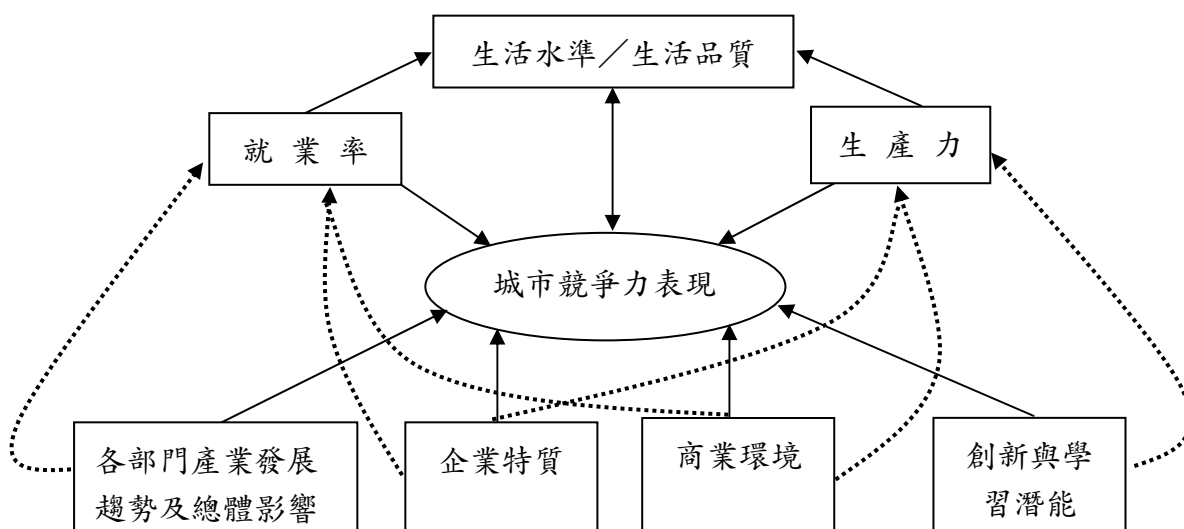 生活水準／生活品質
就業率
生產力
城市競爭力表現
各部門產業發展
趨勢及總體影響
企業特質
商業環境
創新與學
習潛能